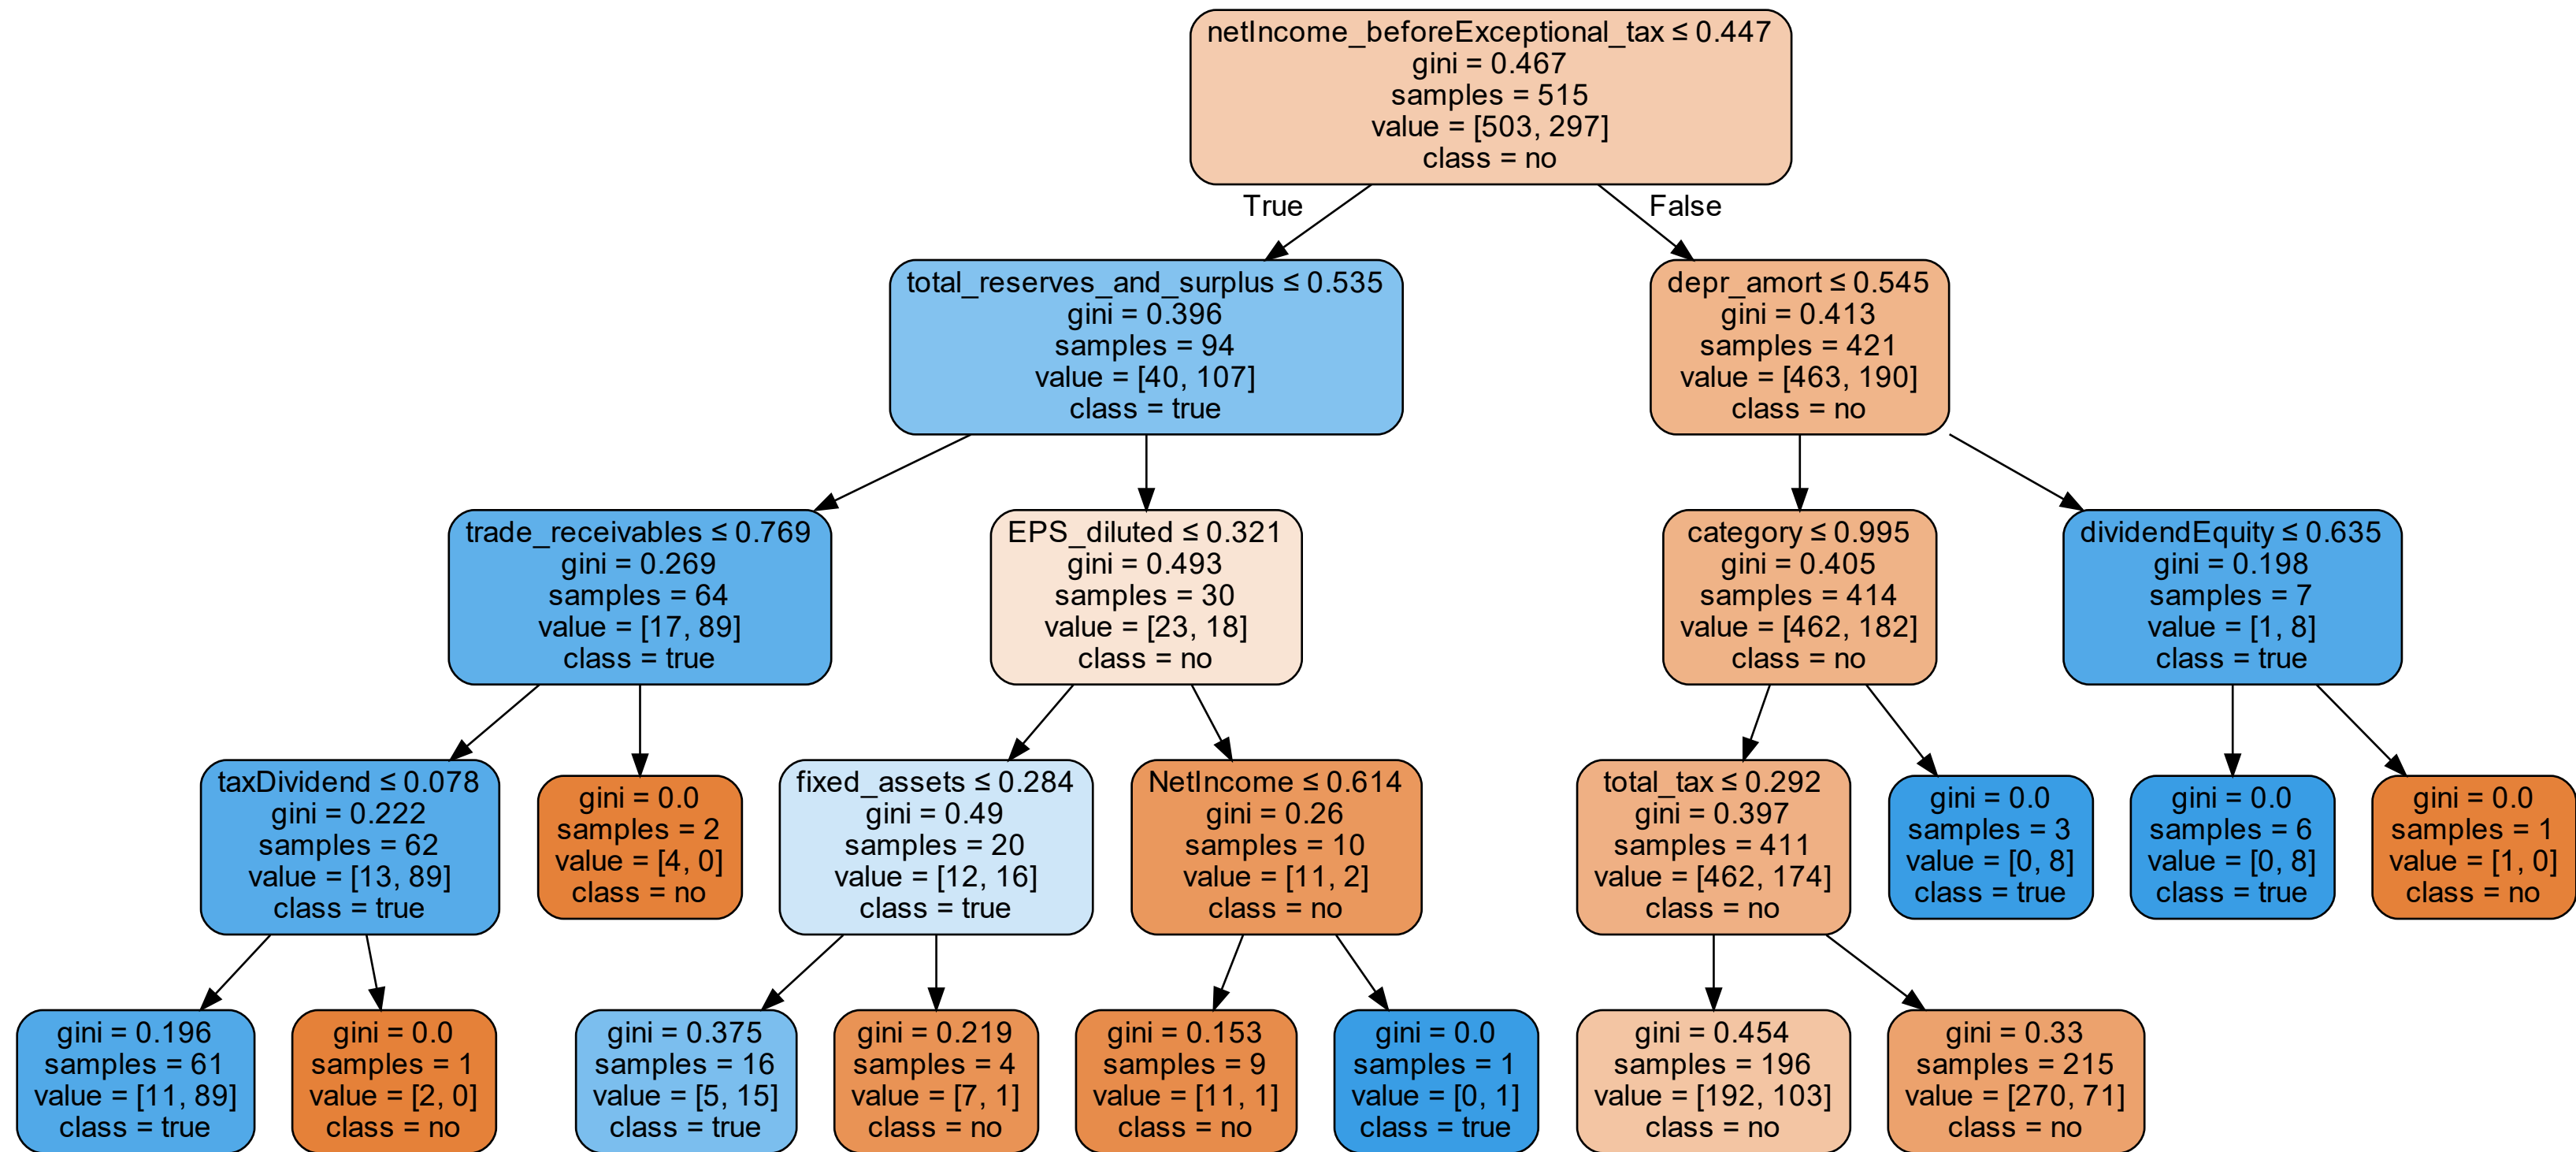 netIncome_beforeExceptional_tax ≤ 0.447
gini = 0.467
samples = 515
value = [503, 297]
class = no
True
False
total_reserves_and_surplus ≤ 0.535
gini = 0.396
samples = 94
value = [40, 107]
class = true
depr_amort ≤ 0.545
gini = 0.413
samples = 421
value = [463, 190]
class = no
trade_receivables ≤ 0.769
gini = 0.269
samples = 64
value = [17, 89]
class = true
EPS_diluted ≤ 0.321
gini = 0.493
samples = 30
value = [23, 18]
class = no
category ≤ 0.995
gini = 0.405
samples = 414
value = [462, 182]
class = no
dividendEquity ≤ 0.635
gini = 0.198
samples = 7
value = [1, 8]
class = true
taxDividend ≤ 0.078
gini = 0.222
samples = 62
value = [13, 89]
class = true
gini = 0.0
samples = 2
value = [4, 0]
class = no
fixed_assets ≤ 0.284
gini = 0.49
samples = 20
value = [12, 16]
class = true
NetIncome ≤ 0.614
gini = 0.26
samples = 10
value = [11, 2]
class = no
total_tax ≤ 0.292
gini = 0.397
samples = 411
value = [462, 174]
class = no
gini = 0.0
samples = 3
value = [0, 8]
class = true
gini = 0.0
samples = 6
value = [0, 8]
class = true
gini = 0.0
samples = 1
value = [1, 0]
class = no
gini = 0.196
samples = 61
value = [11, 89]
class = true
gini = 0.0
samples = 1
value = [2, 0]
class = no
gini = 0.375
samples = 16
value = [5, 15]
class = true
gini = 0.219
samples = 4
value = [7, 1]
class = no
gini = 0.153
samples = 9
value = [11, 1]
class = no
gini = 0.0
samples = 1
value = [0, 1]
class = true
gini = 0.454
samples = 196
value = [192, 103]
class = no
gini = 0.33
samples = 215
value = [270, 71]
class = no